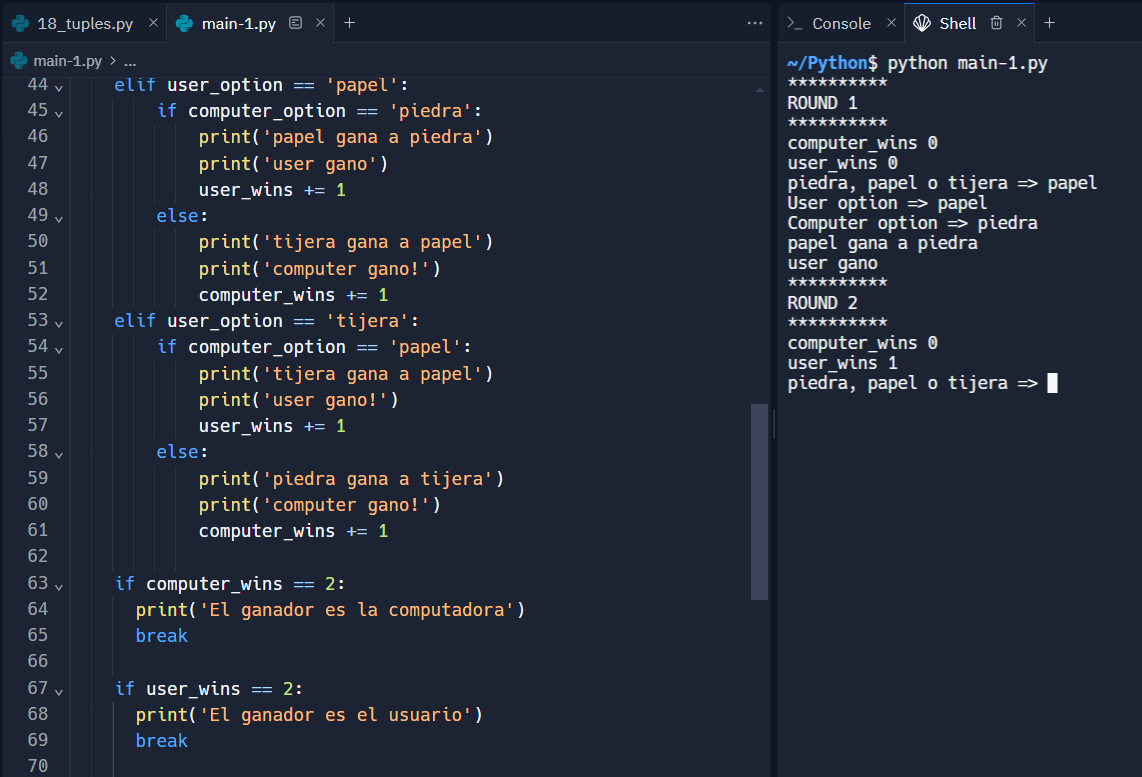 18_tuples.py
main-1.py
main-1.py > ...
44 elif user_option == 'papel':
45 if computer_option == 'piedra':
46 print('papel gana a piedra')
47 print('user gano')
48 user_wins += 1
49 else:
50 print('tijera gana a papel')
51 print('computer gano!')
52 computer_wins += 1
53 elif user_option == 'tijera':
54 if computer_option == 'papel':
55 print('tijera gana a papel')
56 print('user gano!')
57 user_wins += 1
58 else:
59 print('piedra gana a tijera')
60 print('computer gano!')
61 computer_wins += 1
62
63 if computer_wins == 2:
64 print('El ganador es la computadora')
65 break
66
67 if user_wins == 2:
68 print('El ganador es el usuario')
69 break
70
Console
Shell
~/Python$ python main-1.py
**********
ROUND 1
**********
computer_wins 0
user_wins 0
piedra, papel o tijera => papel
User option => papel
Computer option => piedra
papel gana a piedra
user gano
**********
ROUND 2
**********
computer_wins 0
user_wins 1
piedra, papel o tijera =>